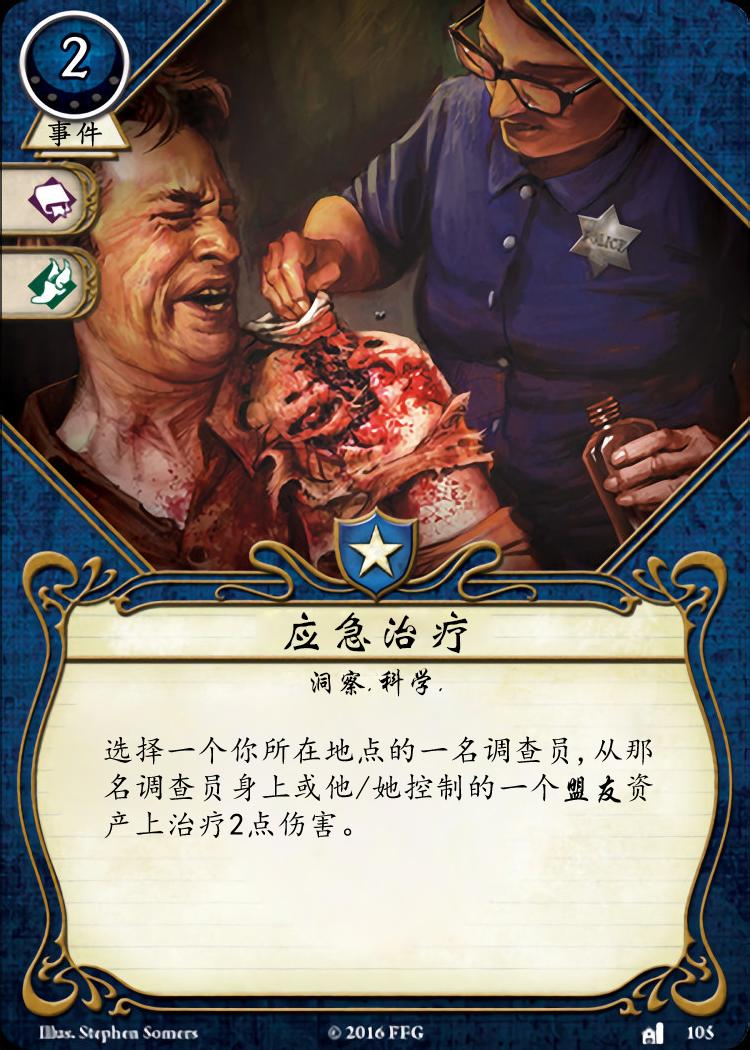 2
事件
POLICE
应急治疗
洞察.科学.
选择一个你所在地点的一名调查员,从那
名调查员身上或他/她控制的一个盟友资
产上治疗2点伤害。
Illus. Stephen Somers
© 2016 FFG
105